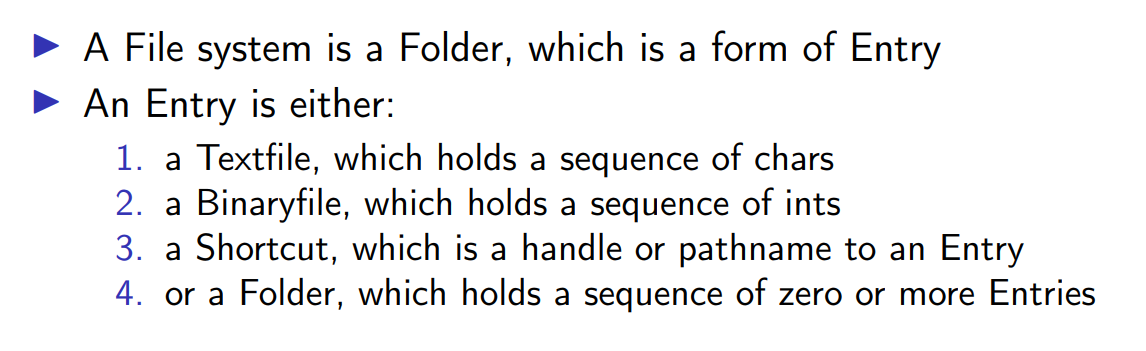 ▶ A File system is a Folder, which is a form of Entry
▶ An Entry is either:
1. a Textfile, which holds a sequence of chars
2. a Binaryfile, which holds a sequence of ints
3. a Shortcut, which is a handle or pathname to an Entry
4. or a Folder, which holds a sequence of zero or more Entries